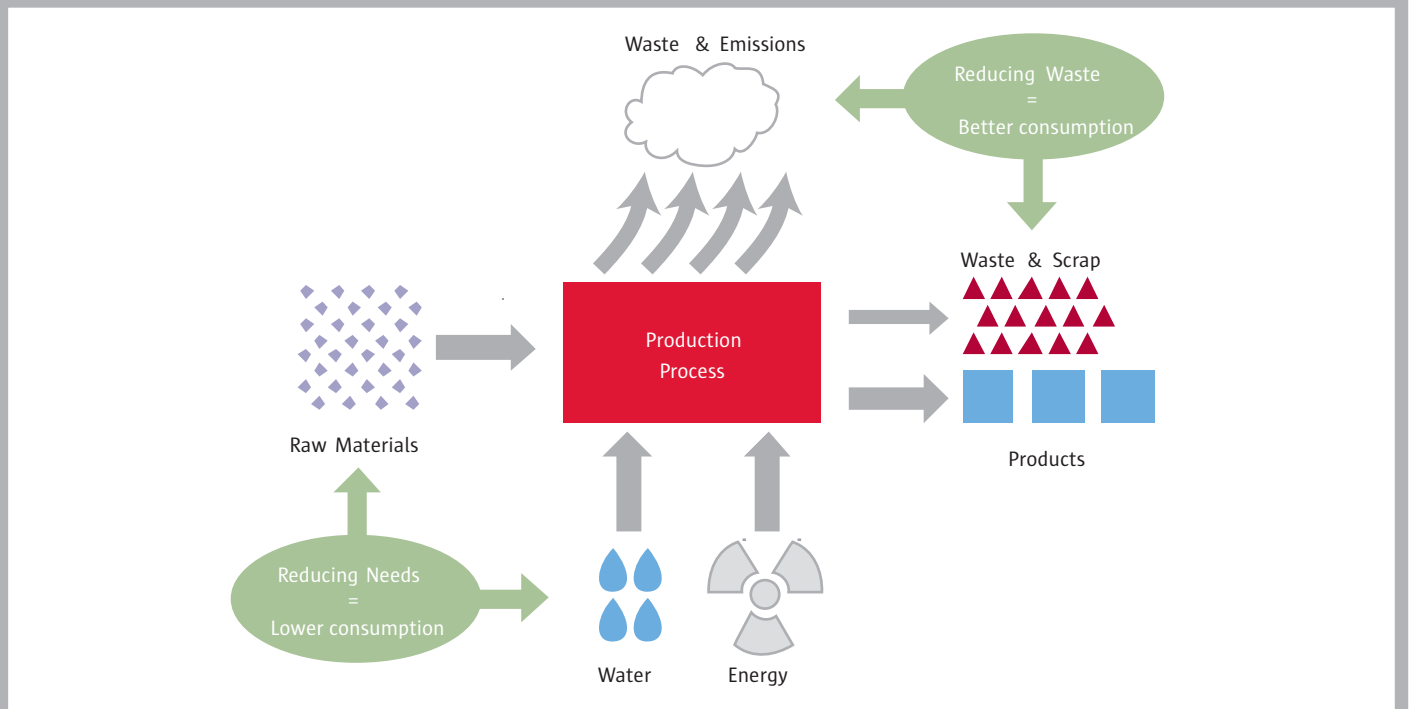 Waste & Emissions
Reducing Waste
=
Better consumption
Waste & Scrap
Production
Process
Raw Materials
Products
Reducing Needs
=
Lower consumption
Water
Energy